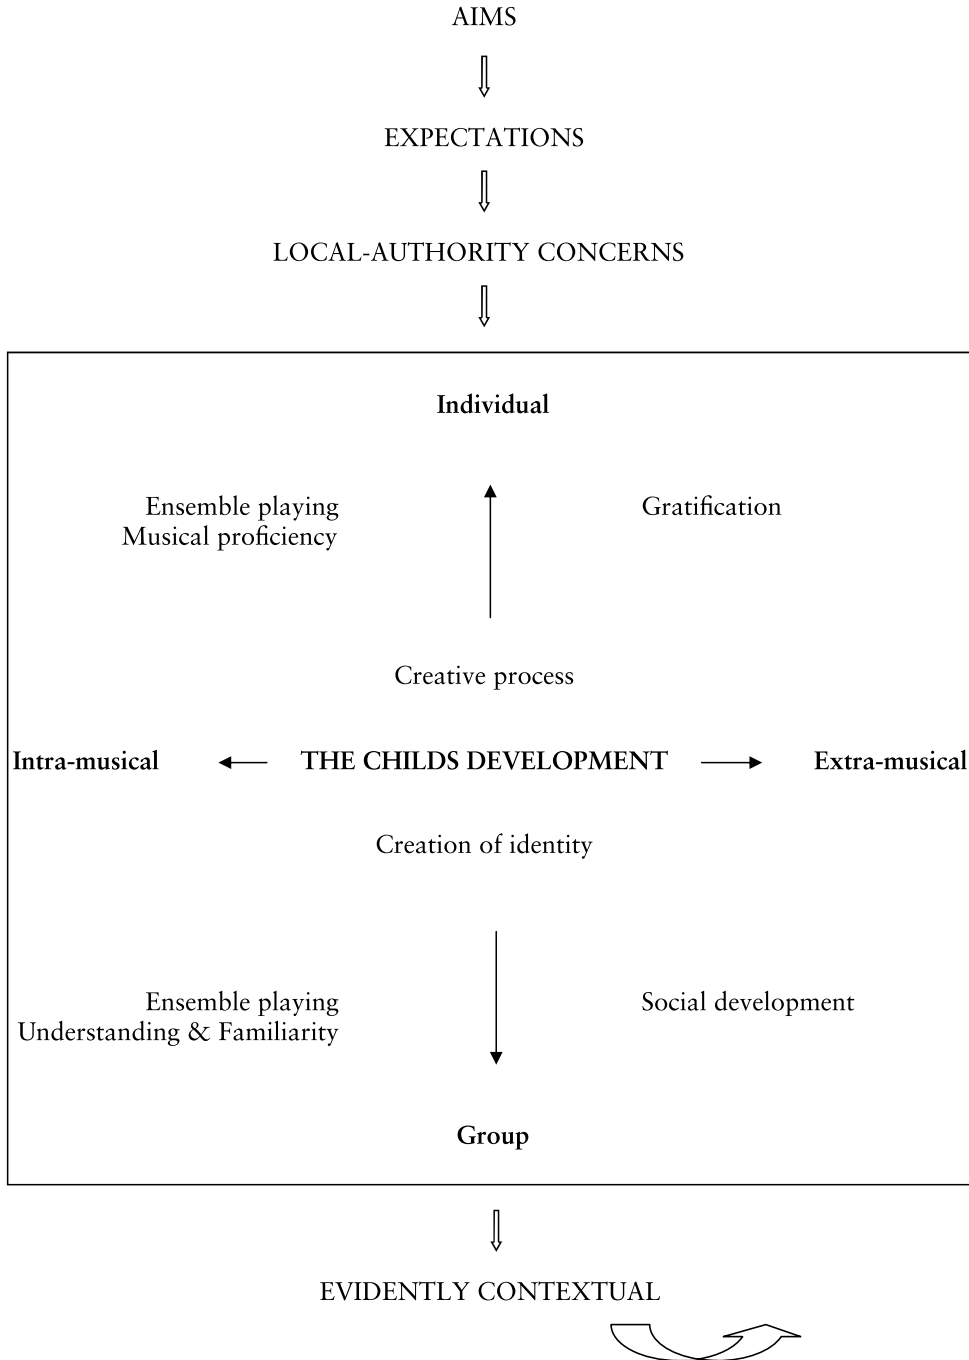 AIMS
EXPECTATIONS
LOCAL-AUTHORITY CONCERNS
Individual
Ensemble playing
Musical proficiency
Gratification
Creative process
Intra-musical
THE CHILDS DEVELOPMENT
Extra-musical
Creation of identity
Ensemble playing
Understanding & Familiarity
Social development
Group
EVIDENTLY CONTEXTUAL